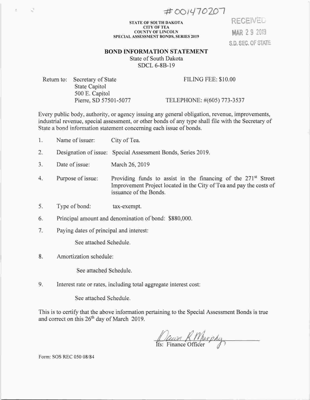 #001470207
STATE OF SOUTH DAKOTA
CITY OF TEA
COUNTY OF LINCOLN
SPECIAL ASSESSMENT BONDS, SERIES 2019
RECEIVED
MAR 29 2019
S.D. SEC. OF STATE
BOND INFORMATION STATEMENT
State of South Dakota
SDCL 6-8B-19
Return to: Secretary of State FILING FEE: $10.00
State Capitol
500 E. Capitol
Pierre, SD 57501-5077 TELEPHONE: #(605) 773-3537
Every public body, authority, or agency issuing any general obligation, revenue, improvements,
industrial revenue, special assessment, or other bonds of any type shall file with the Secretary of
State a bond information statement concerning each issue of bonds.
1. Name of issuer: City of Tea.
2. Designation of issue: Special Assessment Bonds, Series 2019.
3. Date of issue: March 26, 2019
4. Purpose of issue: Providing funds to assist in the financing of the 271st Street
Improvement Project located in the City of Tea and pay the costs of
issuance of the Bonds.
5. Type of bond: tax-exempt.
6. Principal amount and denomination of bond: $880,000.
7. Paying dates of principal and interest:
See attached Schedule.
8. Amortization schedule:
See attached Schedule.
9. Interest rate or rates, including total aggregate interest cost:
See attached Schedule.
This is to certify that the above information pertaining to the Special Assessment Bonds is true
and correct on this 26th day of March 2019.
Dawn R Murphy
Its: Finance Officer
Form: SOS REC 050 08/84